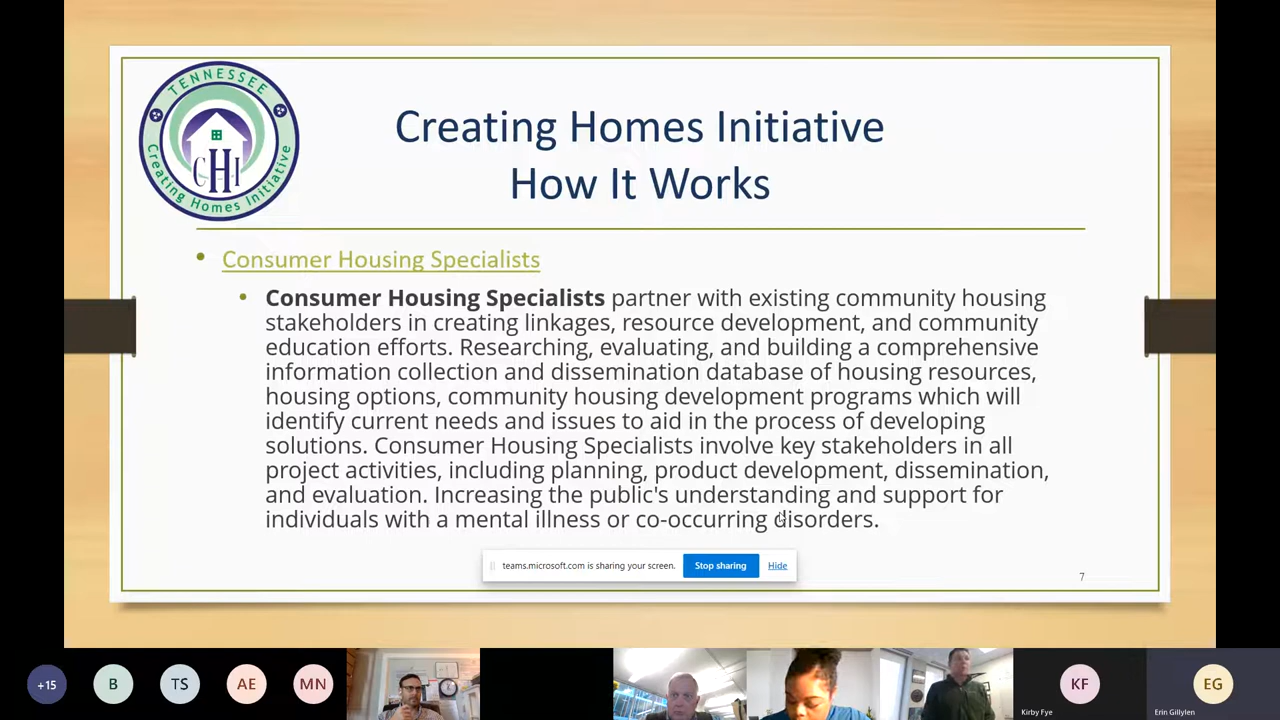 TENNESSEE
CHI
Creating Homes Initiative
Creating Homes Initiative
How It Works
• Consumer Housing Specialists
• Consumer Housing Specialists partner with existing community housing
stakeholders in creating linkages, resource development, and community
education efforts. Researching, evaluating, and building a comprehensive
information collection and dissemination database of housing resources,
housing options, community housing development programs which will
identify current needs and issues to aid in the process of developing
solutions. Consumer Housing Specialists involve key stakeholders in all
project activities, including planning, product development, dissemination,
and evaluation. Increasing the public's understanding and support for
individuals with a mental illness or co-occurring disorders.
teams.microsoft.com is sharing your screen. Stop sharing Hide
7
+15 B TS AE MN KF EG
Kirby Fye Erin Gillylen